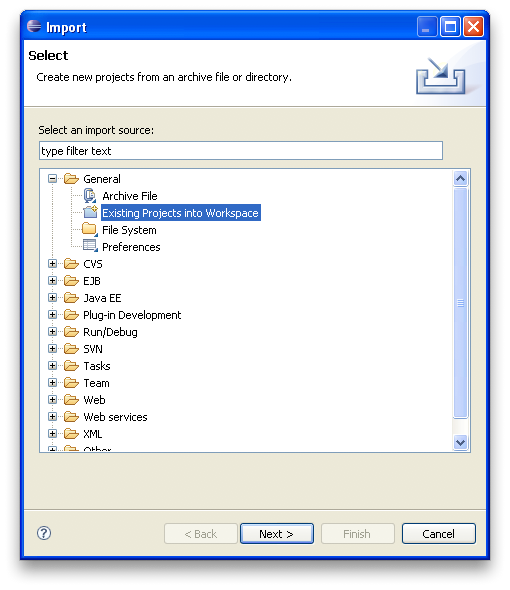 Import
Select
Create new projects from an archive file or directory.
Select an import source:
type filter text
General
Archive File
Existing Projects into Workspace
File System
Preferences
CVS
EJB
Java EE
Plug-in Development
Run/Debug
SVN
Tasks
Team
Web
Web services
XML
Other
?
< Back
Next >
Finish
Cancel